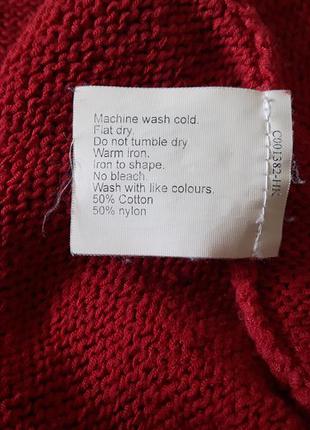 Machine wash cold.
Flat dry.
Do not tumble dry
Warm iron.
Iron to shape.
No bleach.
Wash with like colours.
50% Cotton
50% nylon
C001382-HK